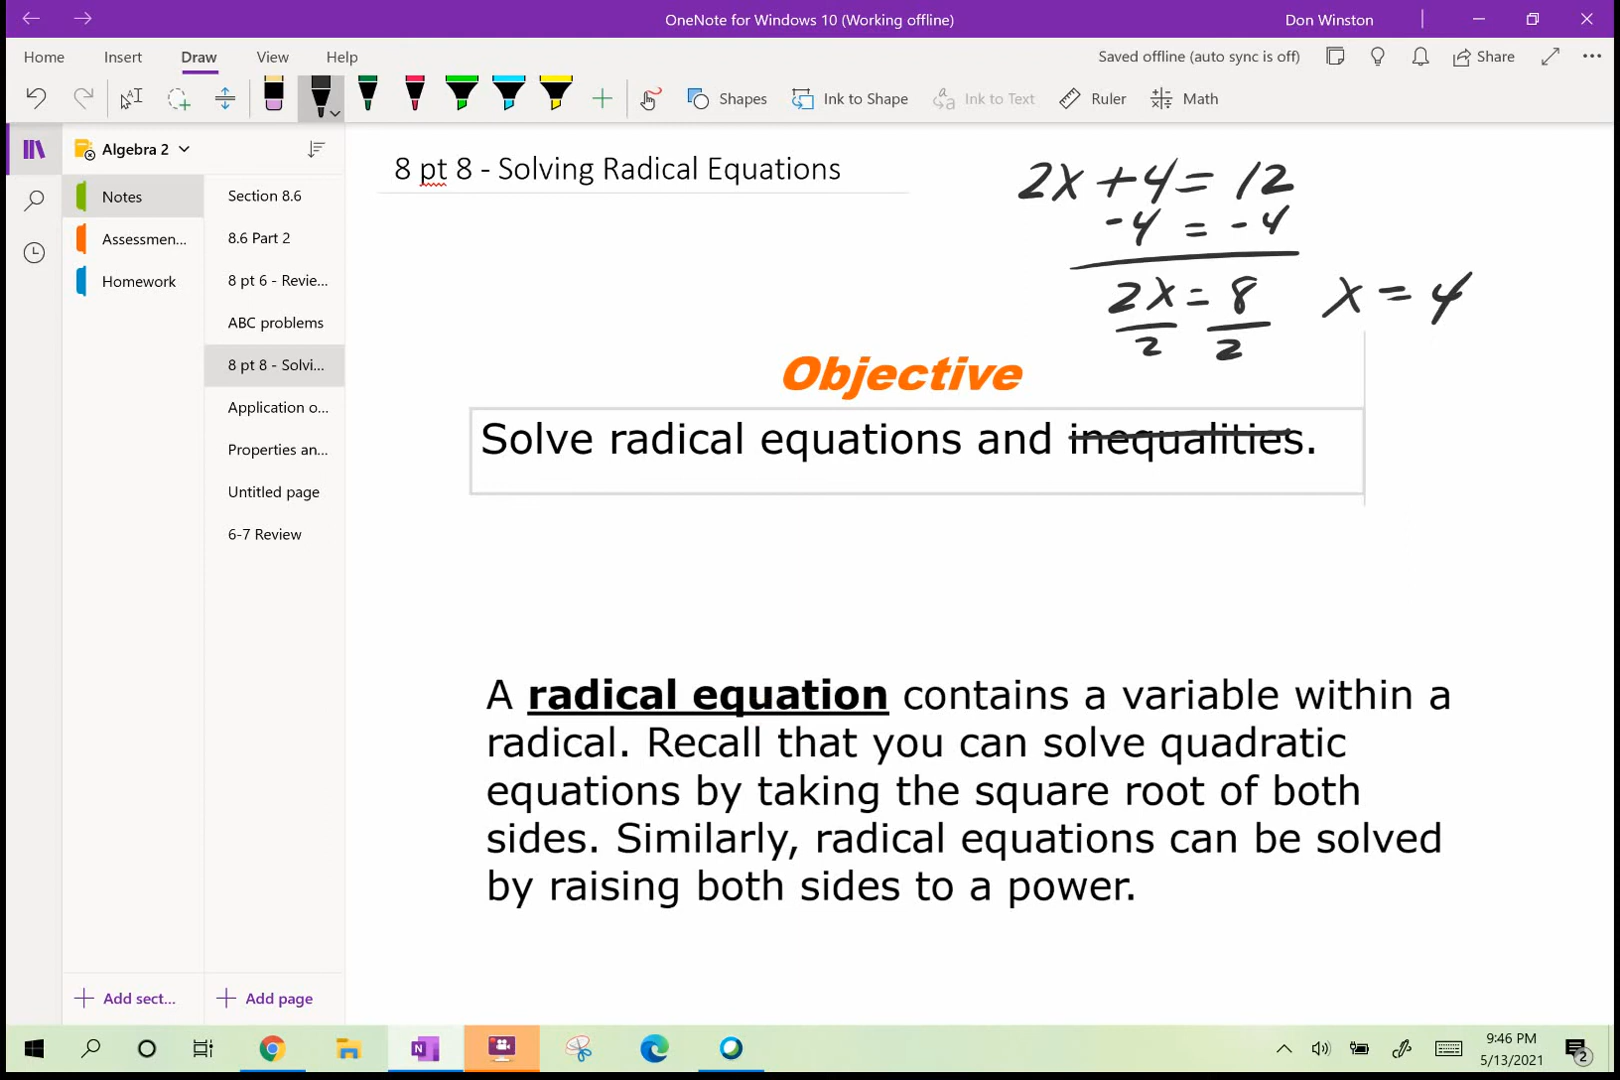 OneNote for Windows 10 (Working offline)
Don Winston
Home Insert Draw View Help
Saved offline (auto sync is off)
Share
Shapes
Ink to Shape
Ink to Text
Ruler
Math
Algebra 2
Notes
Assessmen...
Homework
Section 8.6
8.6 Part 2
8 pt 6 - Revie...
ABC problems
8 pt 8 - Solvi...
Application o...
Properties an...
Untitled page
6-7 Review
Add sect...
Add page
8 pt 8 - Solving Radical Equations
2x + 4 = 12
-4 = -4
2x = 8 x = 4
2 2
Objective
Solve radical equations and inequalities.
A radical equation contains a variable within a
radical. Recall that you can solve quadratic
equations by taking the square root of both
sides. Similarly, radical equations can be solved
by raising both sides to a power.
9:46 PM
5/13/2021
2